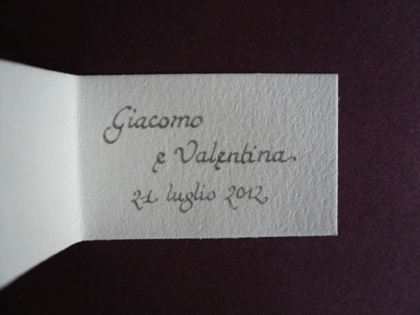 Giacomo
e Valentina
21 luglio 2012